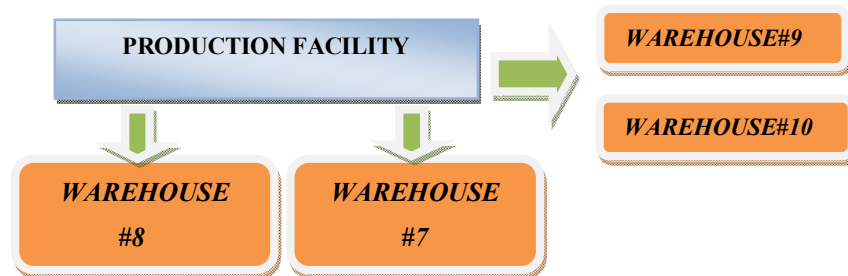 PRODUCTION FACILITY
WAREHOUSE#9
WAREHOUSE#10
WAREHOUSE
#8
WAREHOUSE
#7